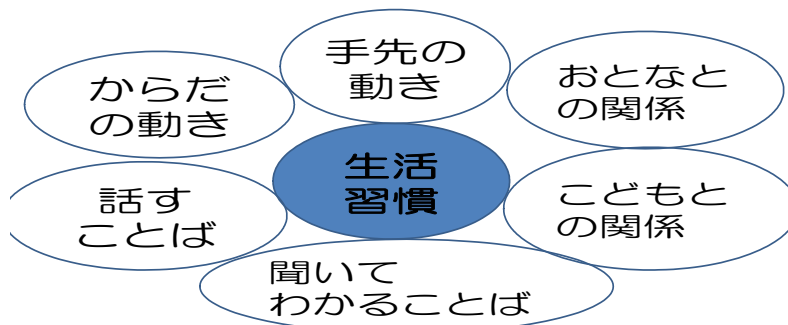 手先の
動き
からだ
の動き
おとなと
の関係
生活
習慣
話す
ことば
こどもと
の関係
聞いて
わかることば